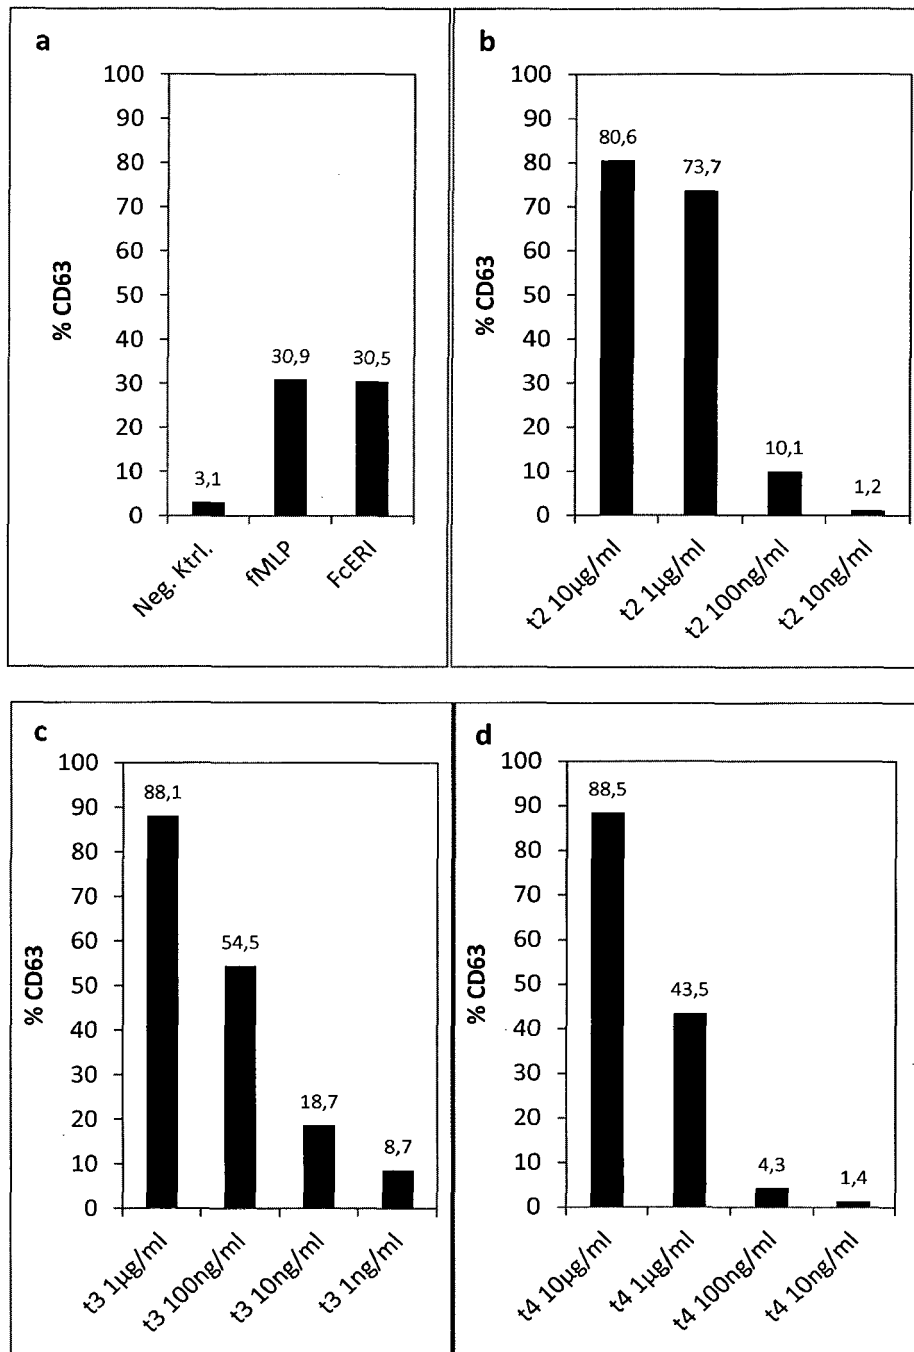 a
100
90
80
70
60
50
40
30
20
10
0
% CD63
3,1
30,9
30,5
Neg. Ktrl.
fMLP
FcERI
b
100
90
80
70
60
50
40
30
20
10
0
% CD63
80,6
73,7
10,1
1,2
t2 10µg/ml
t2 1µg/ml
t2 100ng/ml
t2 10ng/ml
c
100
90
80
70
60
50
40
30
20
10
0
% CD63
88,1
54,5
18,7
8,7
t3 1µg/ml
t3 100ng/ml
t3 10ng/ml
t3 1ng/ml
d
100
90
80
70
60
50
40
30
20
10
0
% CD63
88,5
43,5
4,3
1,4
t4 10µg/ml
t4 1µg/ml
t4 100ng/ml
t4 10ng/ml